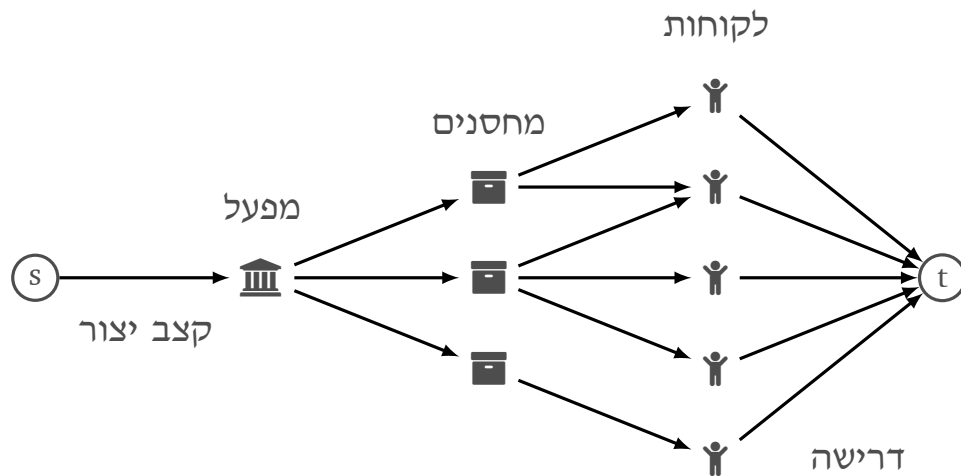 לקוחות
מחסנים
מפעל
s
t
קצב יצור
דרישה